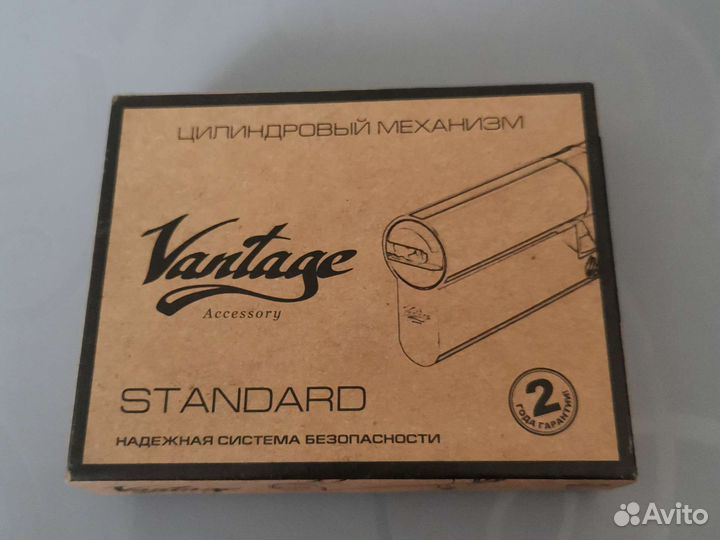 ЦИЛИНДРОВЫЙ МЕХАНИЗМ
Vantage
Accessory
STANDARD
НАДЕЖНАЯ СИСТЕМА БЕЗОПАСНОСТИ
2
ГОДА ГАРАНТИИ!
Avito